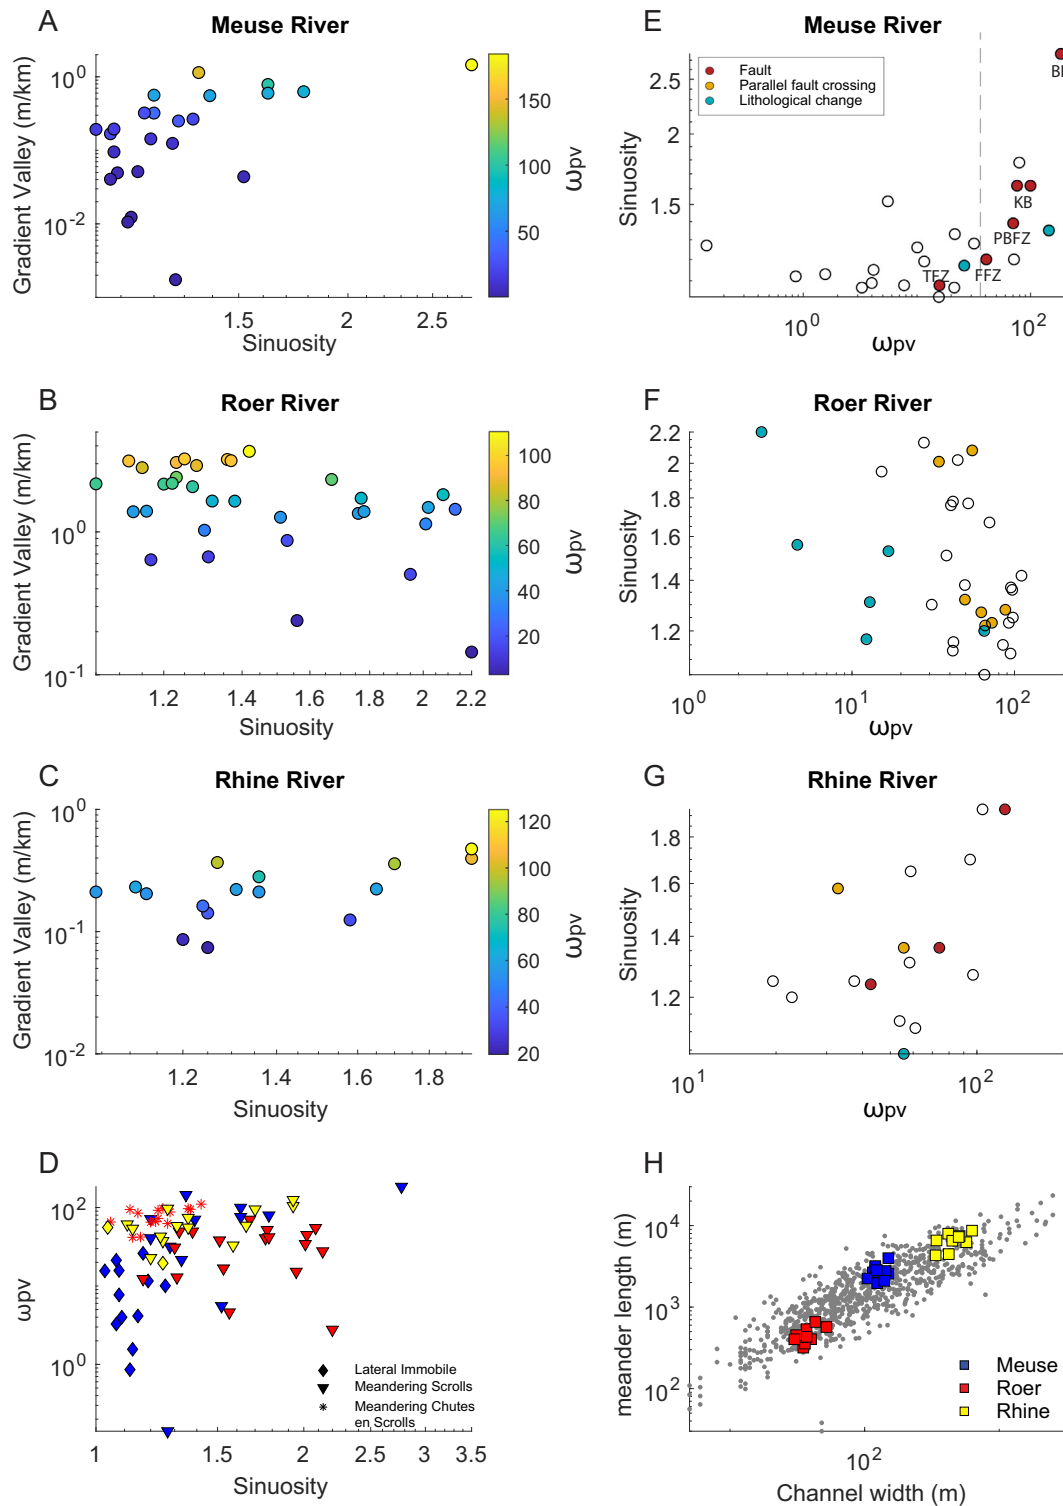 A
Meuse River
Gradient Valley (m/km)
10^0
10^-2
1.5
2
2.5
Sinuosity
150
100
50
ωpv
E
Meuse River
Fault
Parallel fault crossing
Lithological change
Sinuosity
2.5
2
1.5
BF
KB
PBFZ
TFZ
FFZ
10^0
10^2
ωpv
B
Roer River
Gradient Valley (m/km)
10^0
10^-1
1.2
1.4
1.6
1.8
2
2.2
Sinuosity
100
80
60
40
20
ωpv
F
Roer River
Sinuosity
2.2
2
1.8
1.6
1.4
1.2
10^0
10^1
10^2
ωpv
C
Rhine River
Gradient Valley (m/km)
10^0
10^-1
10^-2
1.2
1.4
1.6
1.8
Sinuosity
120
100
80
60
40
20
ωpv
G
Rhine River
Sinuosity
1.8
1.6
1.4
1.2
10^1
10^2
ωpv
D
ωpv
10^2
10^0
Lateral Immobile
Meandering Scrolls
Meandering Chutes
en Scrolls
1
1.5
2
2.5
3
3.5
Sinuosity
H
meander length (m)
10^4
10^3
10^2
Meuse
Roer
Rhine
10^2
Channel width (m)